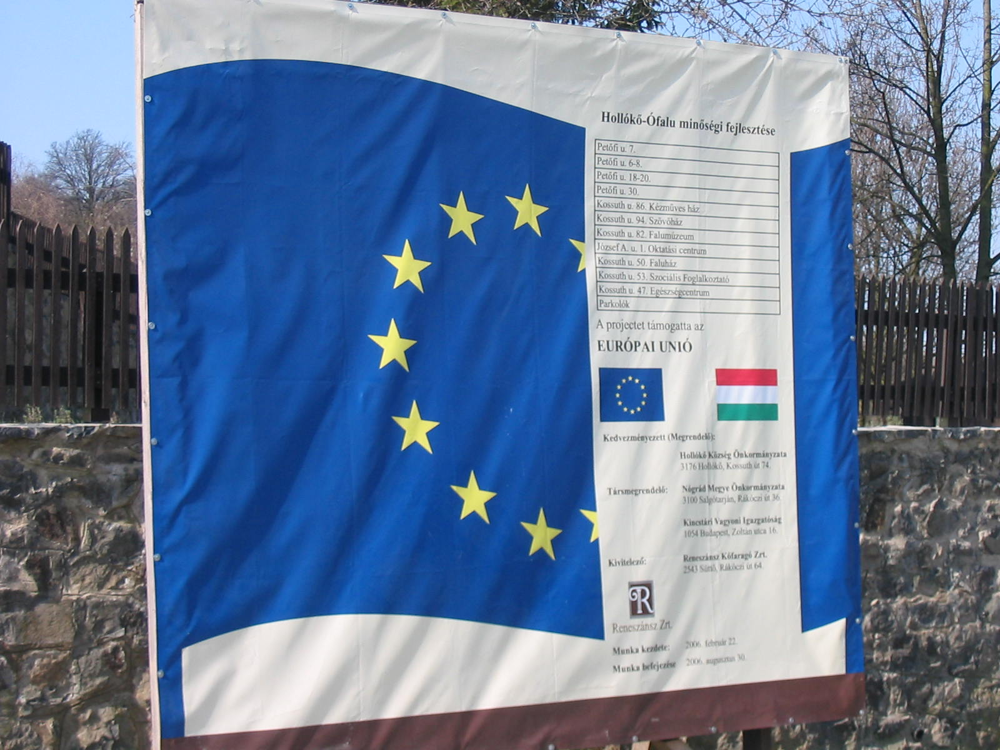 Hollókő-Ófalu minőségi fejlesztése
Petőfi u. 7.
Petőfi u. 6-8.
Petőfi u. 18-20.
Petőfi u. 30.
Kossuth u. 86. Kézműves ház
Kossuth u. 94. Szövőház
Kossuth u. 82. Falumúzeum
József A. u. 1. Oktatási centrum
Kossuth u. 50. Faluház
Kossuth u. 53. Szociális Foglalkoztató
Kossuth u. 47. Egészségcentrum
Parkolók
A projectet támogatta az
EURÓPAI UNIÓ
Kedvezményezett (Megrendelő):
Hollókő Község Önkormányzata
3176 Hollókő, Kossuth út 74.
Társmegrendelő: Nógrád Megye Önkormányzata
3100 Salgótarján, Rákóczi út 36.
Kincstári Vagyoni Igazgatóság
1054 Budapest, Zoltán utca 16.
Kivitelező: Reneszánsz Kőfaragó Zrt.
2543 Süttő, Rákóczi út 64.
R
Reneszánsz Zrt.
Munka kezdete: 2006. február 22.
Munka befejezése 2006. augusztus 30.